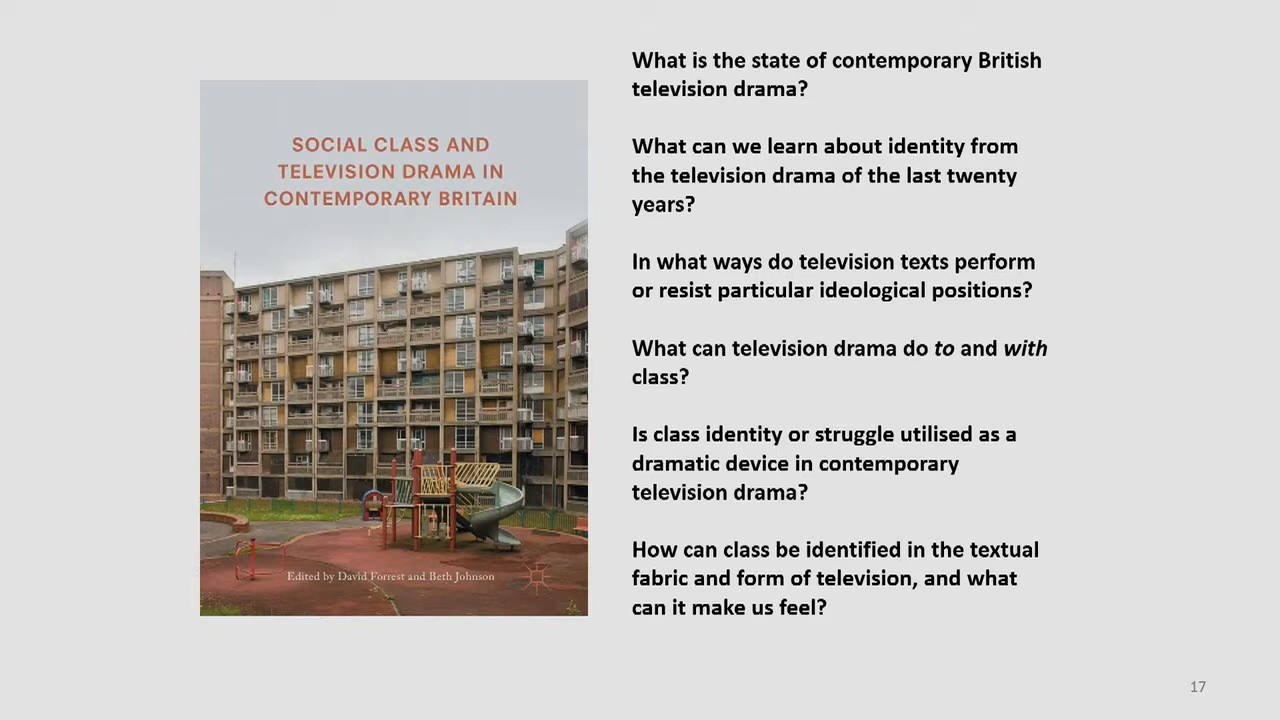 SOCIAL CLASS AND
TELEVISION DRAMA IN
CONTEMPORARY BRITAIN
Edited by David Forrest and Beth Johnson
What is the state of contemporary British
television drama?
What can we learn about identity from
the television drama of the last twenty
years?
In what ways do television texts perform
or resist particular ideological positions?
What can television drama do to and with
class?
Is class identity or struggle utilised as a
dramatic device in contemporary
television drama?
How can class be identified in the textual
fabric and form of television, and what
can it make us feel?
17